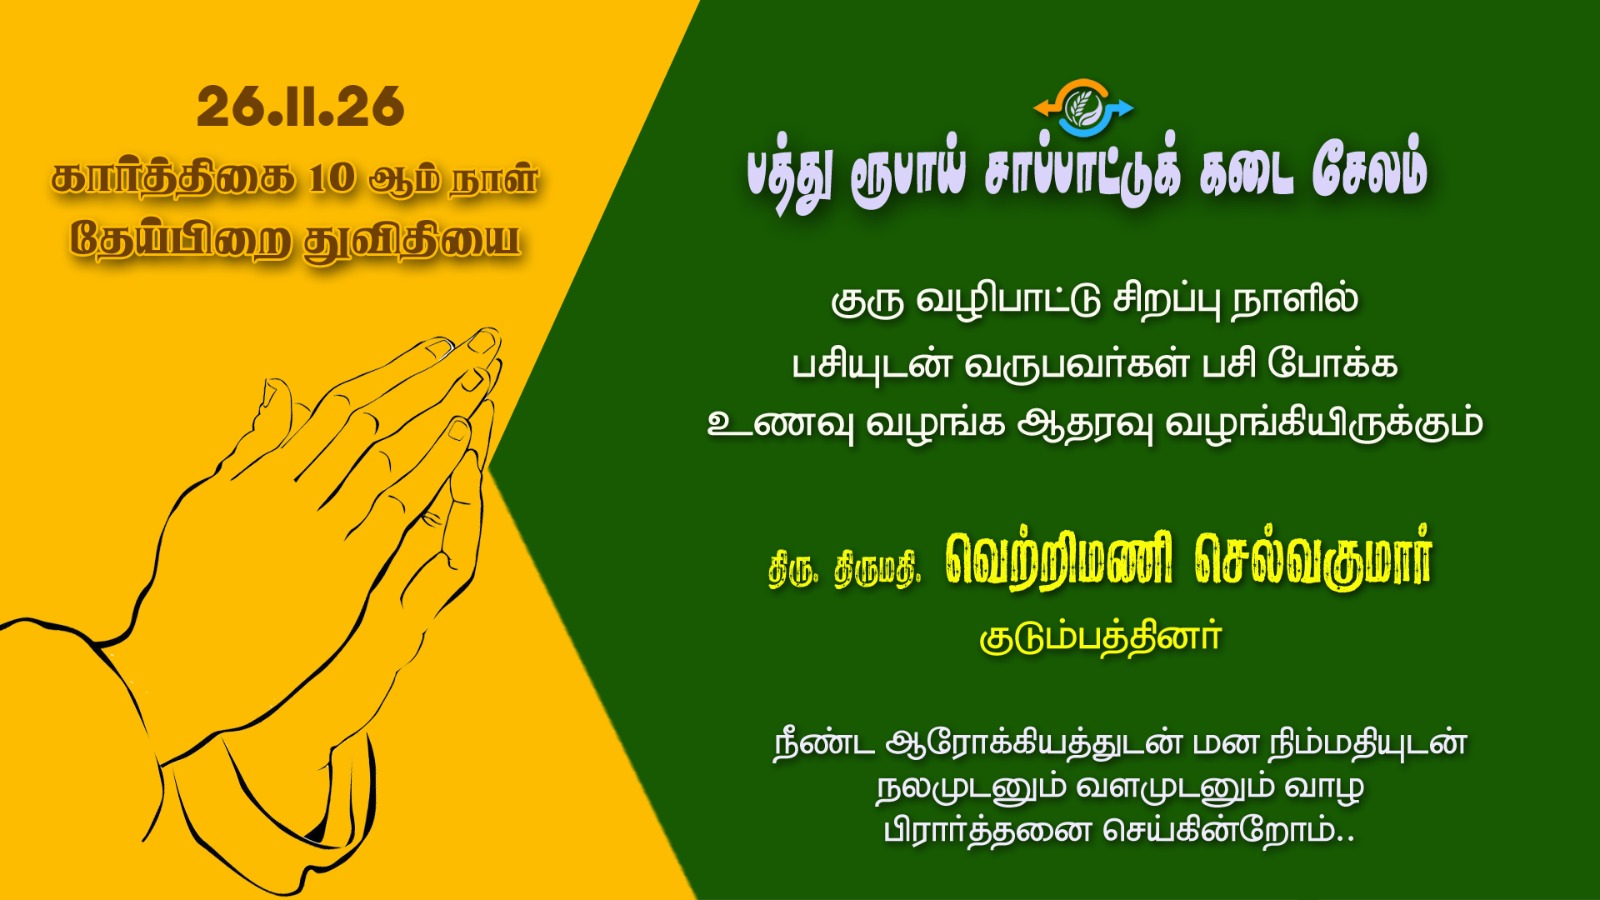 26.11.26
கார்த்திகை 10 ஆம் நாள்
தேய்பிறை துவிதியை
பத்து ரூபாய் சாப்பாட்டுக் கடை சேலம்
குரு வழிபாட்டு சிறப்பு நாளில்
பசியுடன் வருபவர்கள் பசி போக்க
உணவு வழங்க ஆதரவு வழங்கியிருக்கும்
திரு. திருமதி. வெற்றிமணி செல்வகுமார்
குடும்பத்தினர்
நீண்ட ஆரோக்கியத்துடன் மன நிம்மதியுடன்
நலமுடனும் வளமுடனும் வாழ
பிரார்த்தனை செய்கின்றோம்..